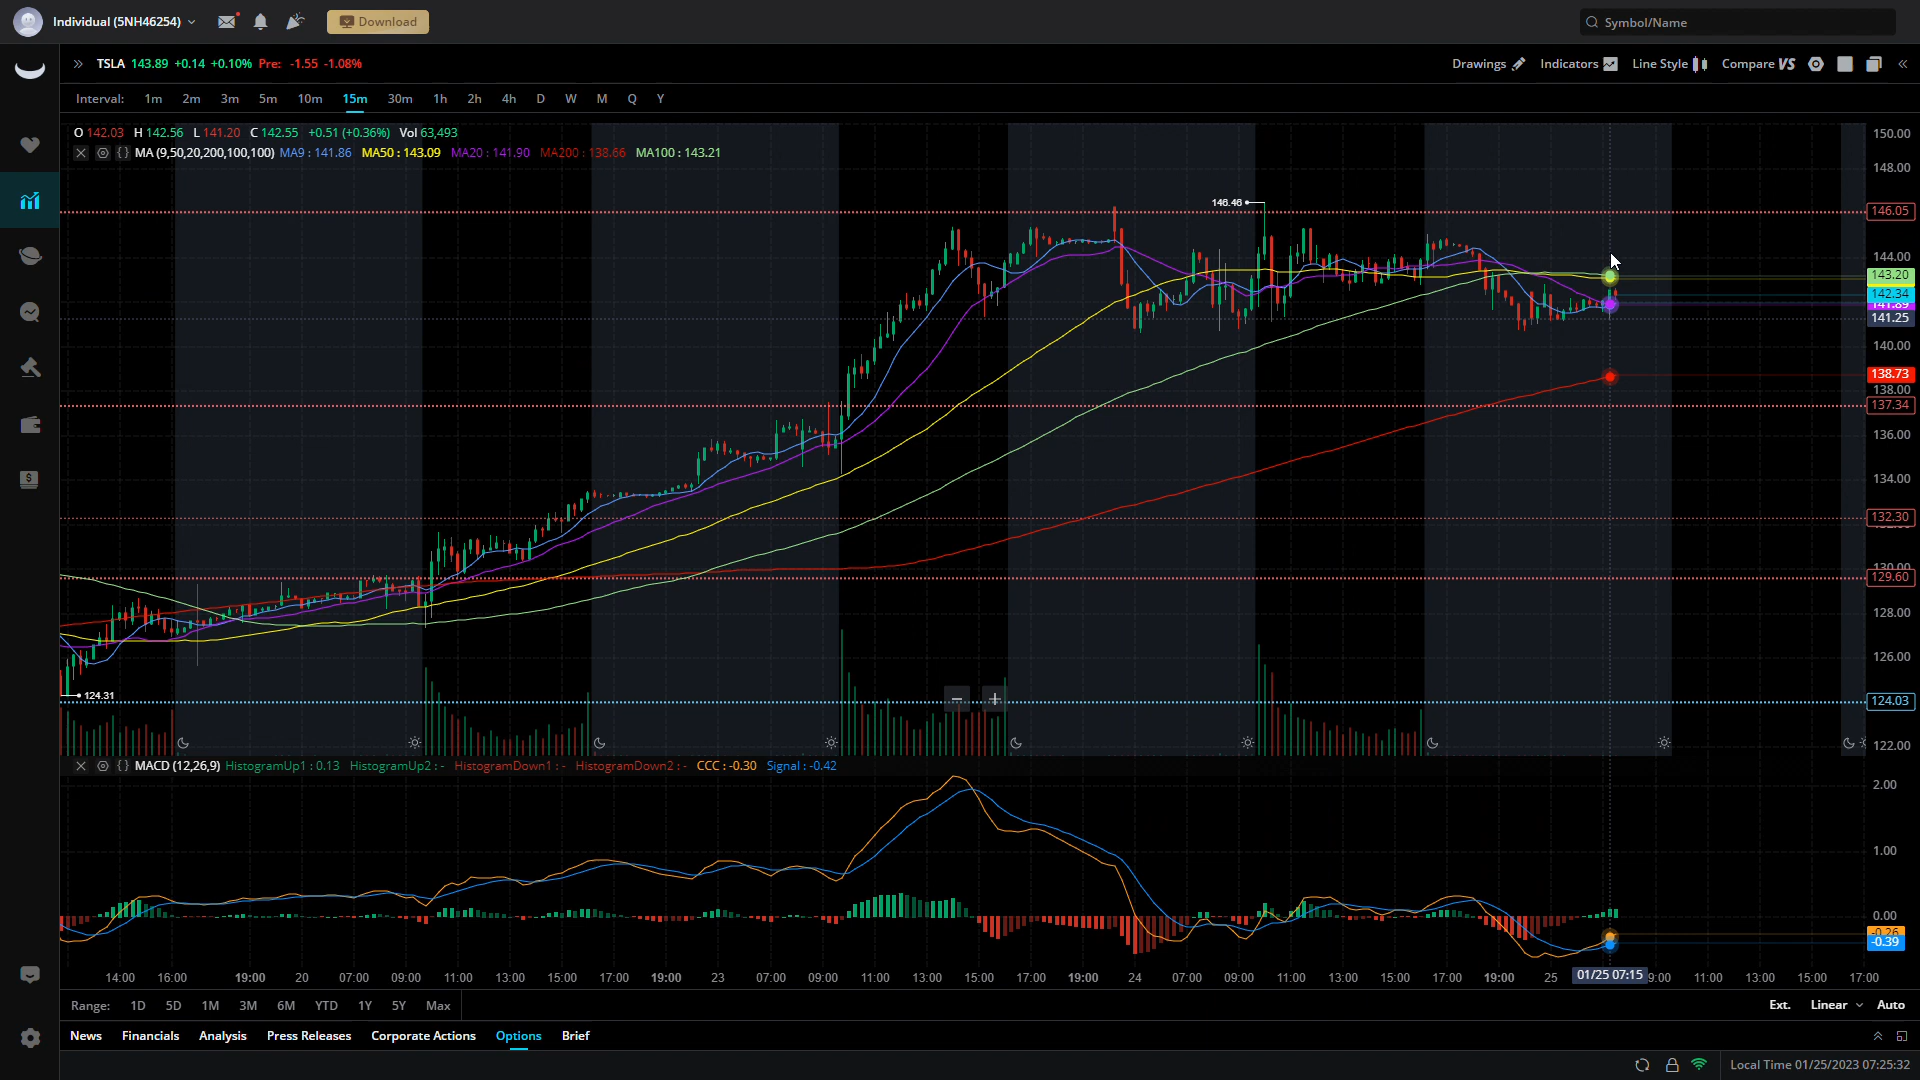 Individual (5NH46254) Download Symbol/Name
TSLA 143.89 +0.14 +0.10% Pre: -1.55 -1.08% Drawings Indicators Line Style Compare VS
Interval: 1m 2m 3m 5m 10m 15m 30m 1h 2h 4h D W M Q Y
O 142.03 H 142.56 L 141.20 C 142.55 +0.51 (+0.36%) Vol 63,493
MA (9,50,20,200,100,100) MA9 : 141.86 MA50 : 143.09 MA20 : 141.90 MA200 : 138.66 MA100 : 143.21
150.00
148.00
146.46
146.05
144.00
143.20
142.34
141.89
141.25
140.00
138.73
138.00
137.34
136.00
134.00
132.30
130.00
129.60
128.00
126.00
124.31
124.03
122.00
MACD (12,26,9) HistogramUp1 : 0.13 HistogramUp2 : - HistogramDown1 : - HistogramDown2 : - CCC : -0.30 Signal : -0.42
2.00
1.00
0.00
-0.26
-0.39
14:00 16:00 19:00 20 07:00 09:00 11:00 13:00 15:00 17:00 19:00 23 07:00 09:00 11:00 13:00 15:00 17:00 19:00 24 07:00 09:00 11:00 13:00 15:00 17:00 19:00 25 01/25 07:15 9:00 11:00 13:00 15:00 17:00
Range: 1D 5D 1M 3M 6M YTD 1Y 5Y Max Ext. Linear Auto
News Financials Analysis Press Releases Corporate Actions Options Brief
Local Time 01/25/2023 07:25:32